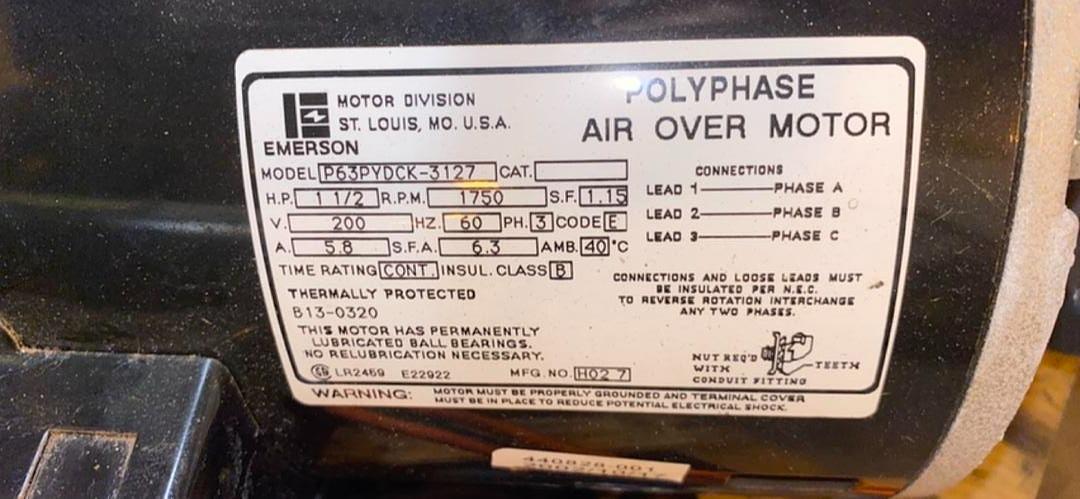 MOTOR DIVISION
ST. LOUIS, MO. U.S.A.
EMERSON
POLYPHASE
AIR OVER MOTOR
MODEL P63PYDCK-3127 CAT.
H.P. 1 1/2 R.P.M. 1750 S.F. 1.15
V. 200 HZ. 60 PH. 3 CODE E
A. 5.8 S.F.A. 6.3 AMB. 40 °C
TIME RATING CONT. INSUL. CLASS B
THERMALLY PROTECTED
B13-0320
THIS MOTOR HAS PERMANENTLY
LUBRICATED BALL BEARINGS.
NO RELUBRICATION NECESSARY.
LR2469 E22922 MFG. NO. H02 7
CONNECTIONS
LEAD 1 PHASE A
LEAD 2 PHASE B
LEAD 3 PHASE C
CONNECTIONS AND LOOSE LEADS MUST
BE INSULATED PER N.E.C.
TO REVERSE ROTATION INTERCHANGE
ANY TWO PHASES.
NUT REQ'D
WITH
CONDUIT FITTING
TEETH
WARNING: MOTOR MUST BE PROPERLY GROUNDED AND TERMINAL COVER
MUST BE IN PLACE TO REDUCE POTENTIAL ELECTRICAL SHOCK.
440828-001